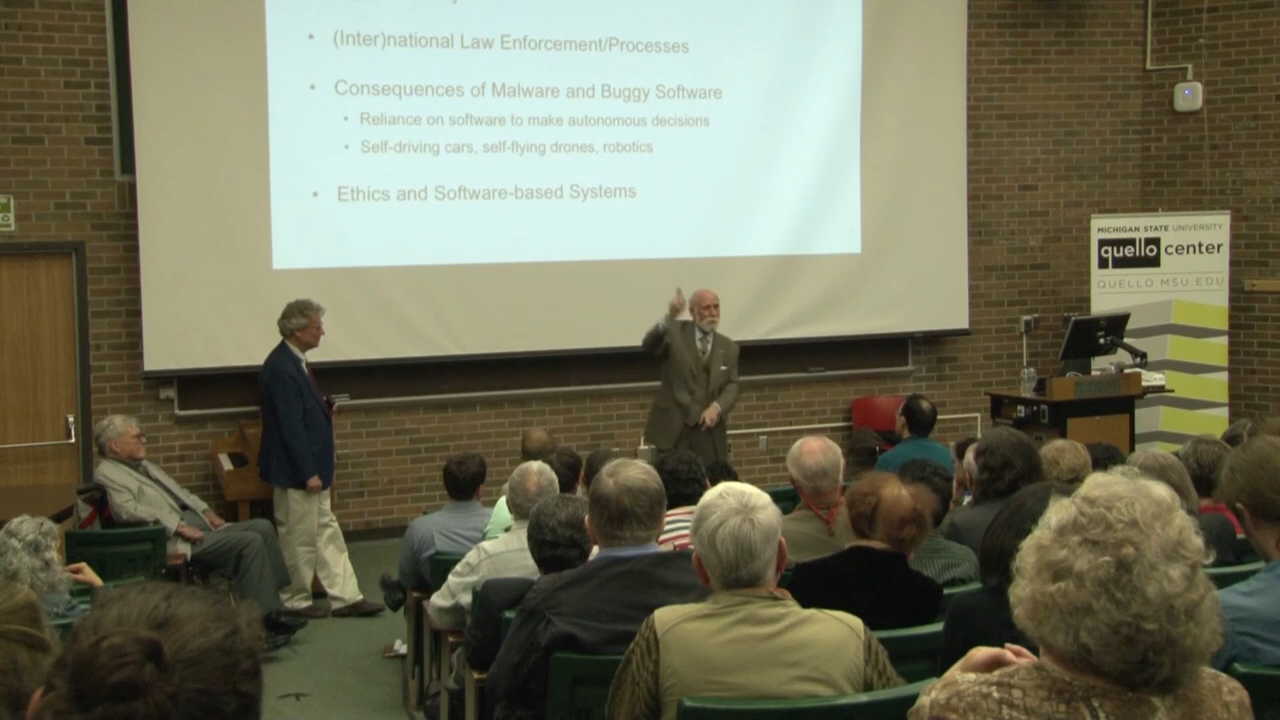 (Inter)national Law Enforcement/Processes
Consequences of Malware and Buggy Software
Reliance on software to make autonomous decisions
Self-driving cars, self-flying drones, robotics
Ethics and Software-based Systems
MICHIGAN STATE UNIVERSITY
quello center
QUELLO.MSU.EDU